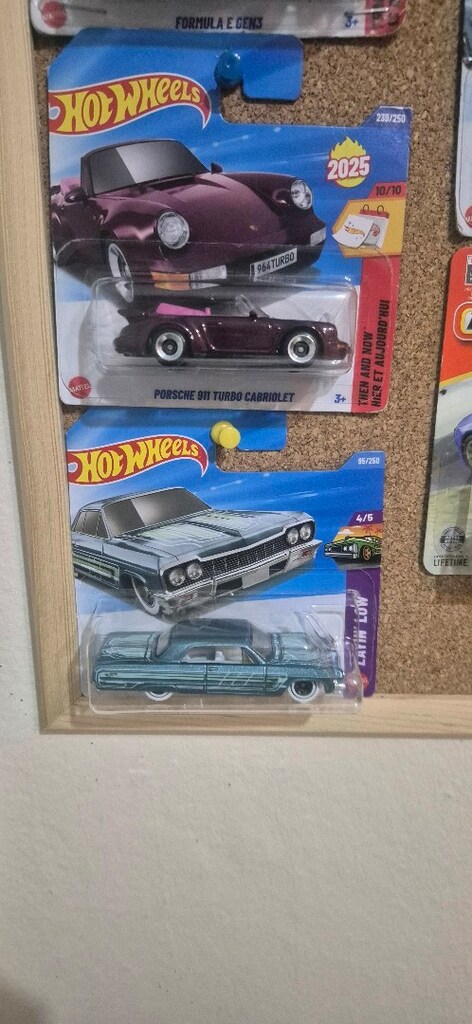 FORMULA E GEN3
3+
HOT WHEELS
239/250
2025
10/10
964TURBO
THEN AND NOW
HIER ET AUJOURD'HUI
MATTEL
PORSCHE 911 TURBO CABRIOLET
3+
HOT WHEELS
95/250
4/5
LATIN LOW
LIFETIME